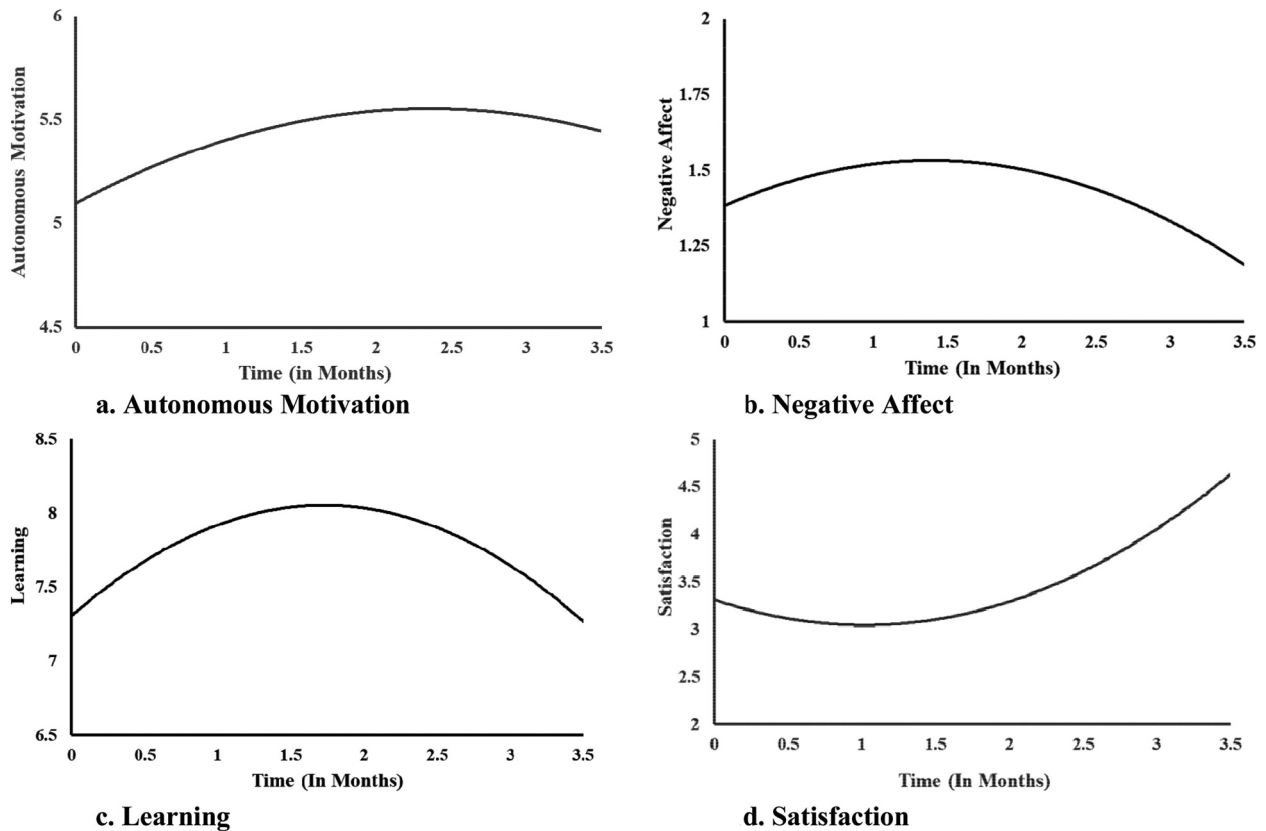 6
5.5
5
4.5
Autonomous Motivation
0 0.5 1 1.5 2 2.5 3 3.5
Time (in Months)
a. Autonomous Motivation
2
1.75
1.5
1.25
1
Negative Affect
0 0.5 1 1.5 2 2.5 3 3.5
Time (In Months)
b. Negative Affect
8.5
8
7.5
7
6.5
Learning
0 0.5 1 1.5 2 2.5 3 3.5
Time (In Months)
c. Learning
5
4.5
4
3.5
3
2.5
2
Satisfaction
0 0.5 1 1.5 2 2.5 3 3.5
Time (In Months)
d. Satisfaction